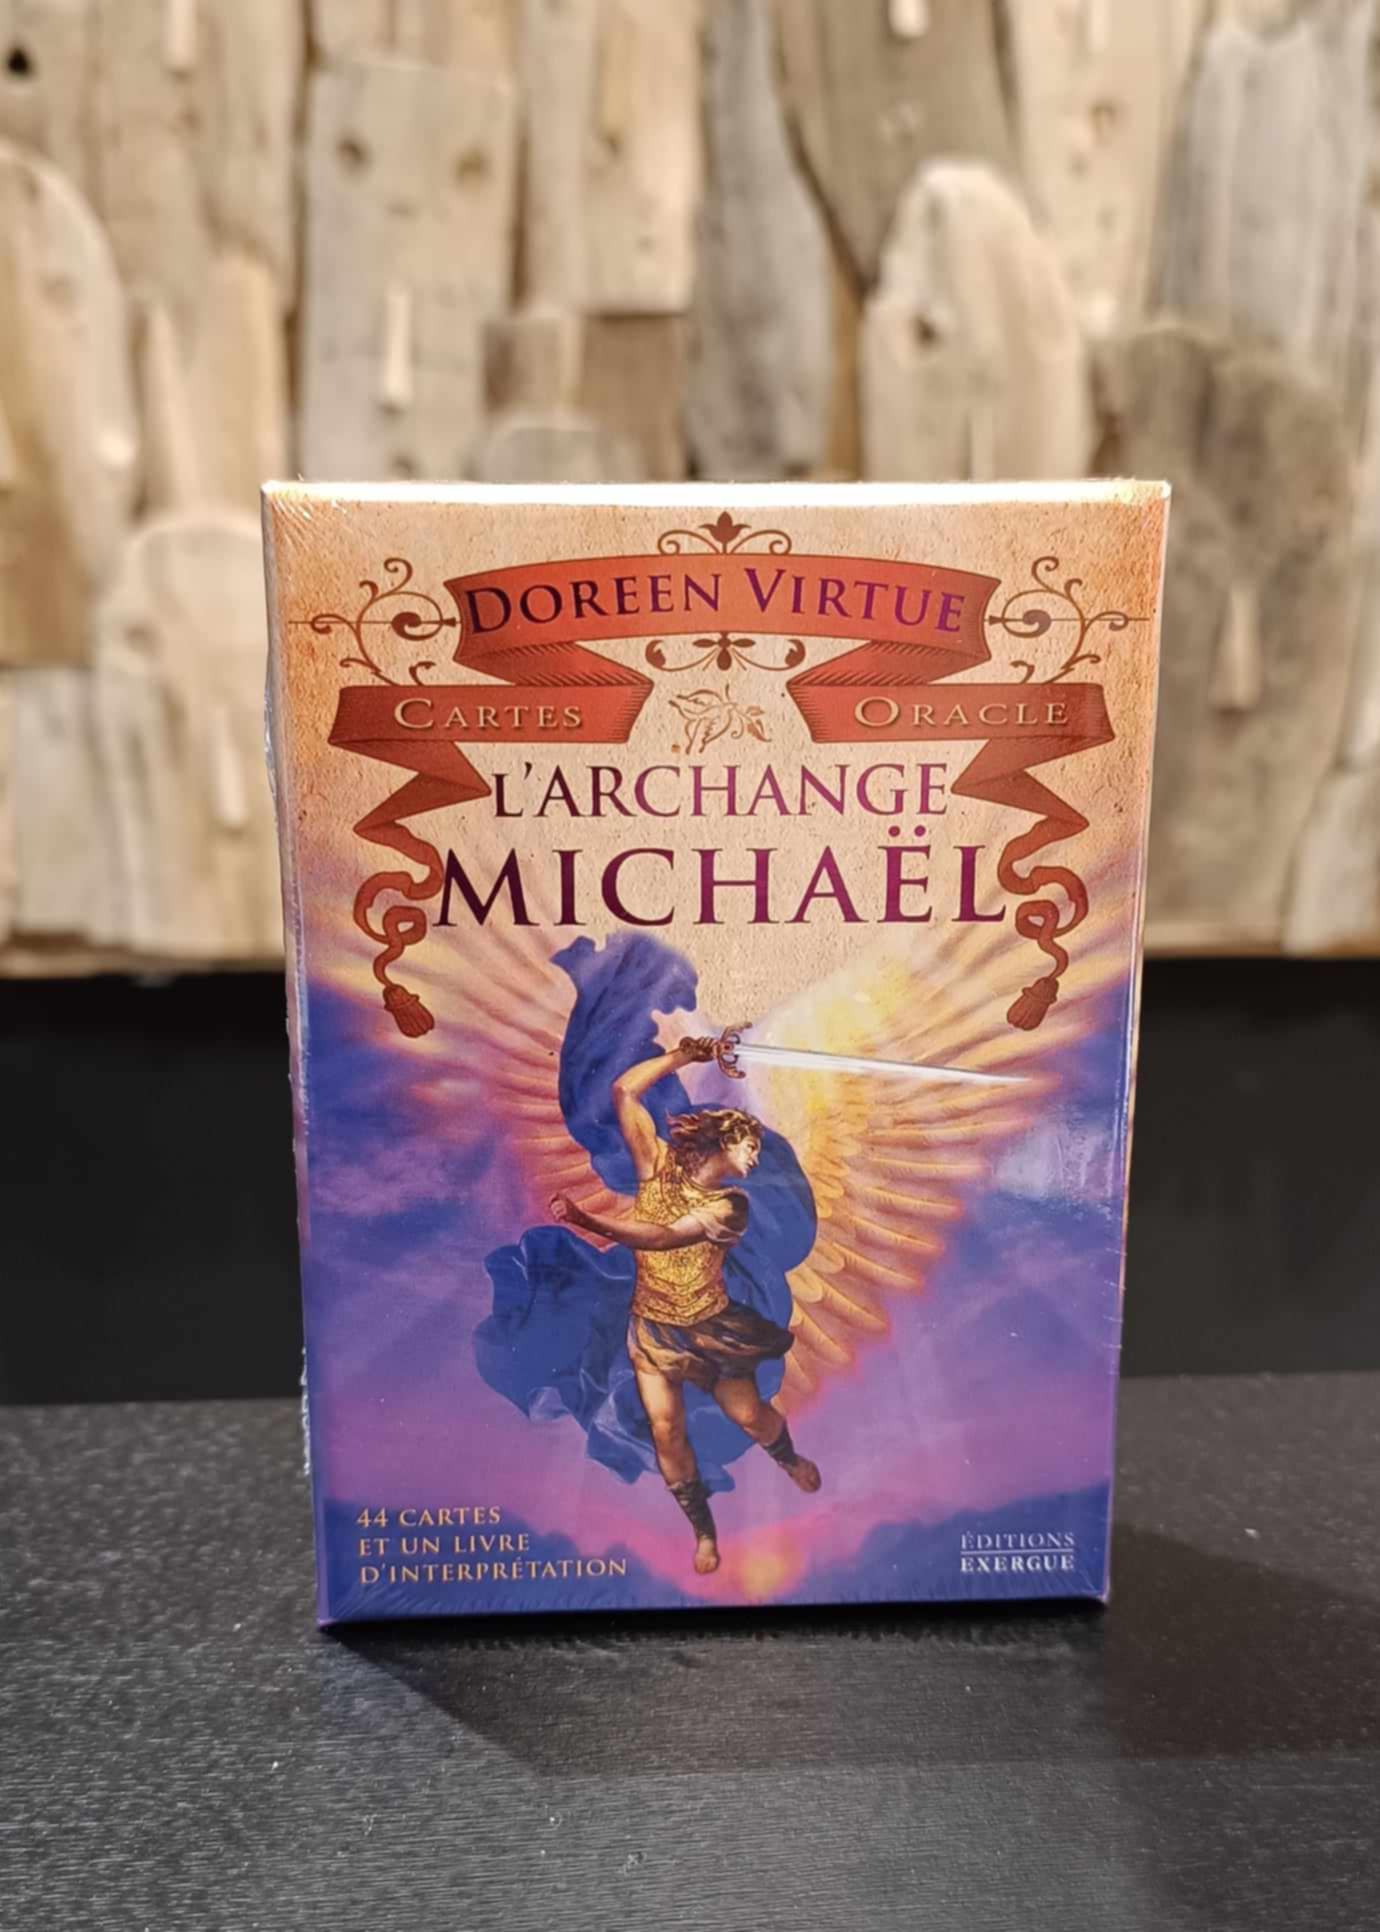 DOREEN VIRTUE
CARTES ORACLE
L'ARCHANGE
MICHAËL
44 CARTES
ET UN LIVRE
D'INTERPRÉTATION
ÉDITIONS
EXERGUE